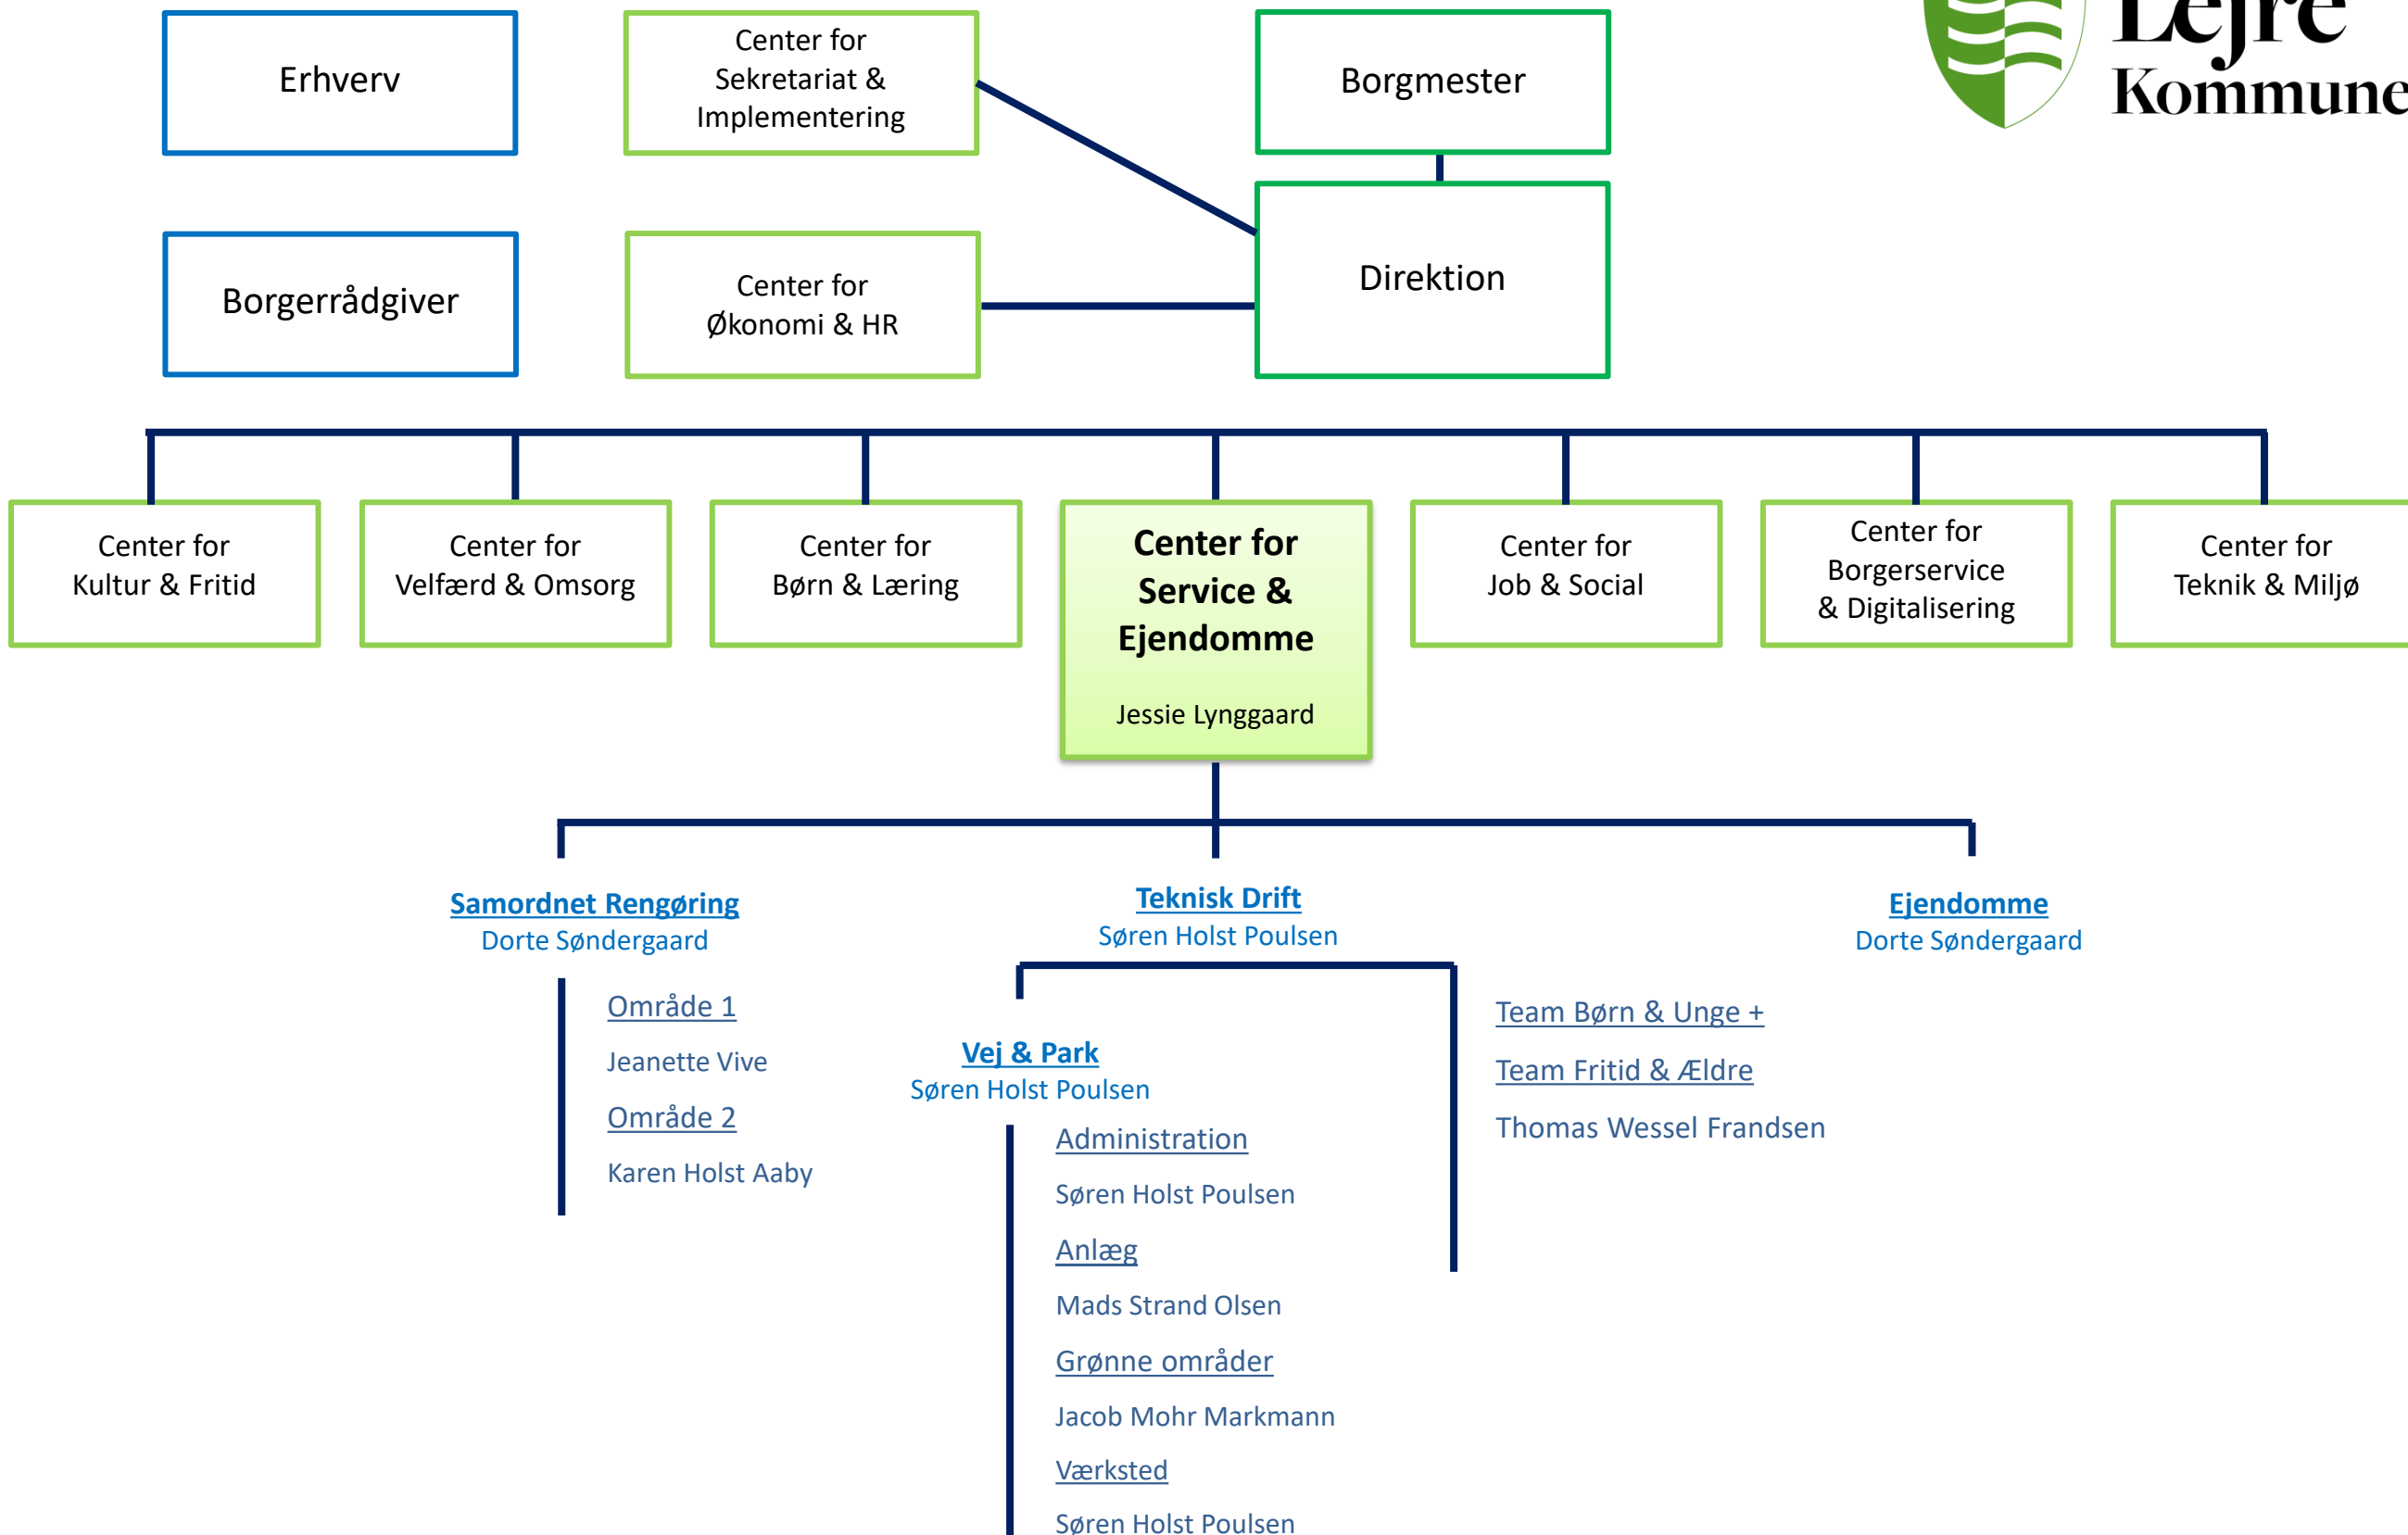 Lejre
Kommune
Erhverv
Center for
Sekretariat &
Implementering
Borgmester
Borgerrådgiver
Center for
Økonomi & HR
Direktion
Center for
Kultur & Fritid
Center for
Velfærd & Omsorg
Center for
Børn & Læring
Center for
Service &
Ejendomme
Jessie Lynggaard
Center for
Job & Social
Center for
Borgerservice
& Digitalisering
Center for
Teknik & Miljø
Samordnet Rengøring
Dorte Søndergaard
Område 1
Jeanette Vive
Område 2
Karen Holst Aaby
Teknisk Drift
Søren Holst Poulsen
Vej & Park
Søren Holst Poulsen
Administration
Søren Holst Poulsen
Anlæg
Mads Strand Olsen
Grønne områder
Jacob Mohr Markmann
Værksted
Søren Holst Poulsen
Team Børn & Unge +
Team Fritid & Ældre
Thomas Wessel Frandsen
Ejendomme
Dorte Søndergaard